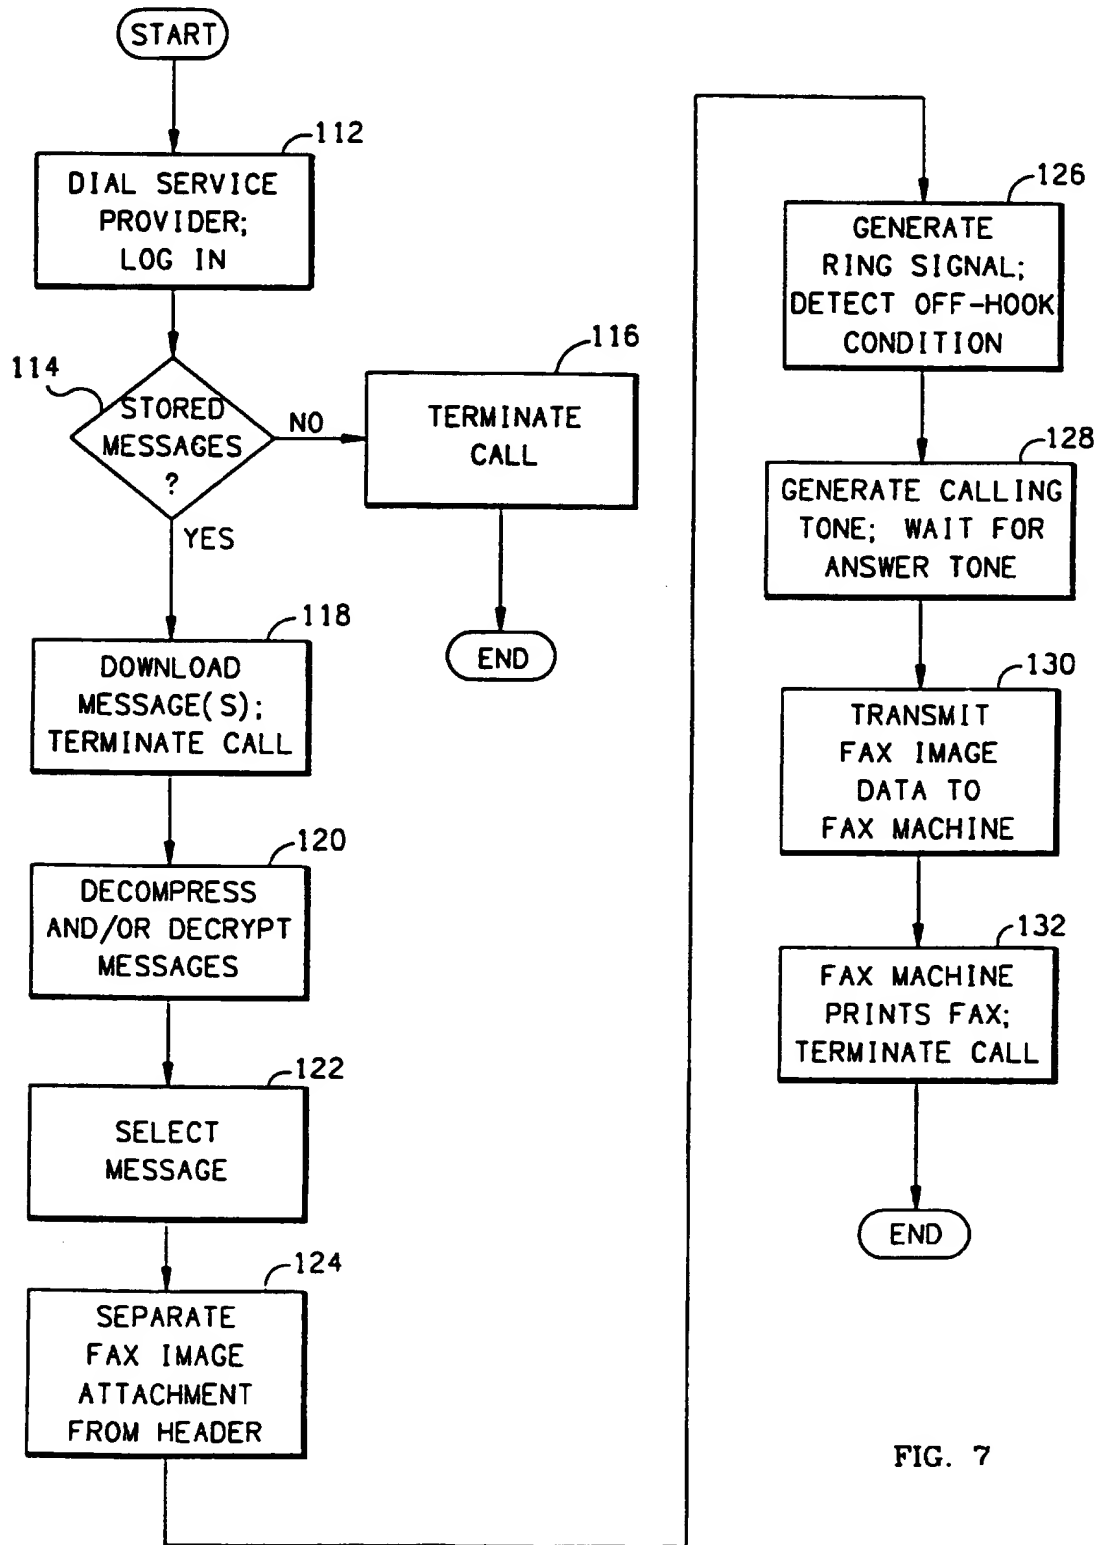 START
112
DIAL SERVICE
PROVIDER;
LOG IN
114
STORED
MESSAGES
?
NO
YES
116
TERMINATE
CALL
END
118
DOWNLOAD
MESSAGE(S);
TERMINATE CALL
120
DECOMPRESS
AND/OR DECRYPT
MESSAGES
122
SELECT
MESSAGE
124
SEPARATE
FAX IMAGE
ATTACHMENT
FROM HEADER
126
GENERATE
RING SIGNAL;
DETECT OFF-HOOK
CONDITION
128
GENERATE CALLING
TONE; WAIT FOR
ANSWER TONE
130
TRANSMIT
FAX IMAGE
DATA TO
FAX MACHINE
132
FAX MACHINE
PRINTS FAX;
TERMINATE CALL
END
FIG. 7